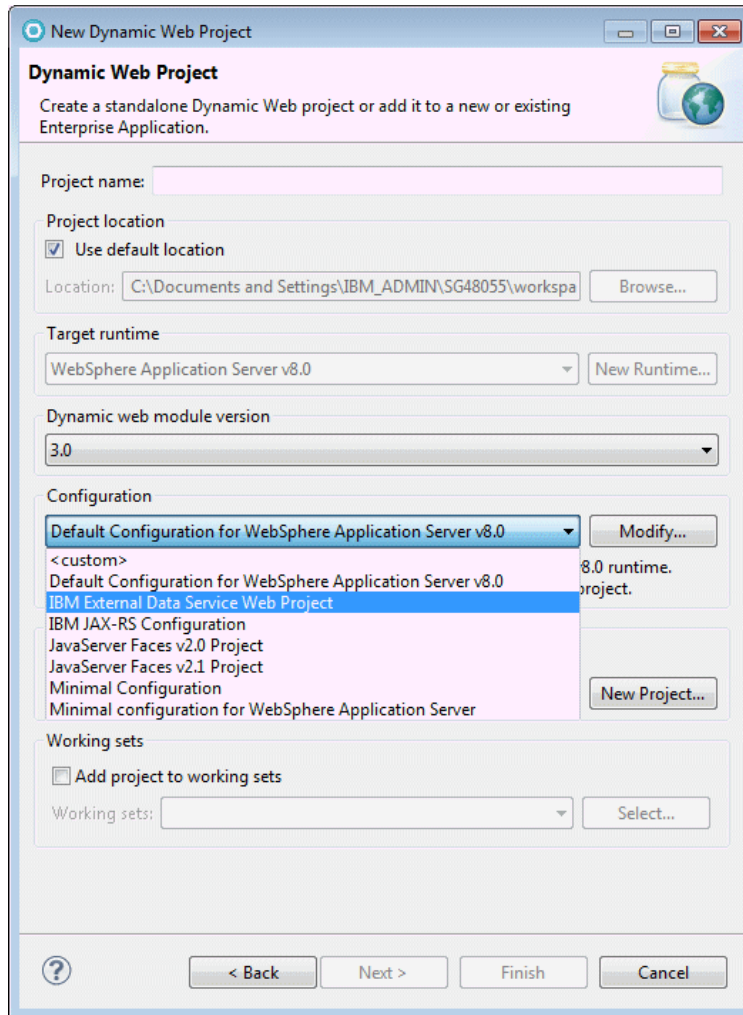 New Dynamic Web Project
Dynamic Web Project
Create a standalone Dynamic Web project or add it to a new or existing
Enterprise Application.
Project name:
Project location
Use default location
Location: C:\Documents and Settings\IBM_ADMIN\SG48055\workspa Browse...
Target runtime
WebSphere Application Server v8.0 New Runtime...
Dynamic web module version
3.0
Configuration
Default Configuration for WebSphere Application Server v8.0 Modify...
<custom>
8.0 runtime.
Default Configuration for WebSphere Application Server v8.0
project.
IBM External Data Service Web Project
IBM JAX-RS Configuration
JavaServer Faces v2.0 Project
JavaServer Faces v2.1 Project
Minimal Configuration
New Project...
Minimal configuration for WebSphere Application Server
Working sets
Add project to working sets
Working sets: Select...
? < Back Next > Finish Cancel